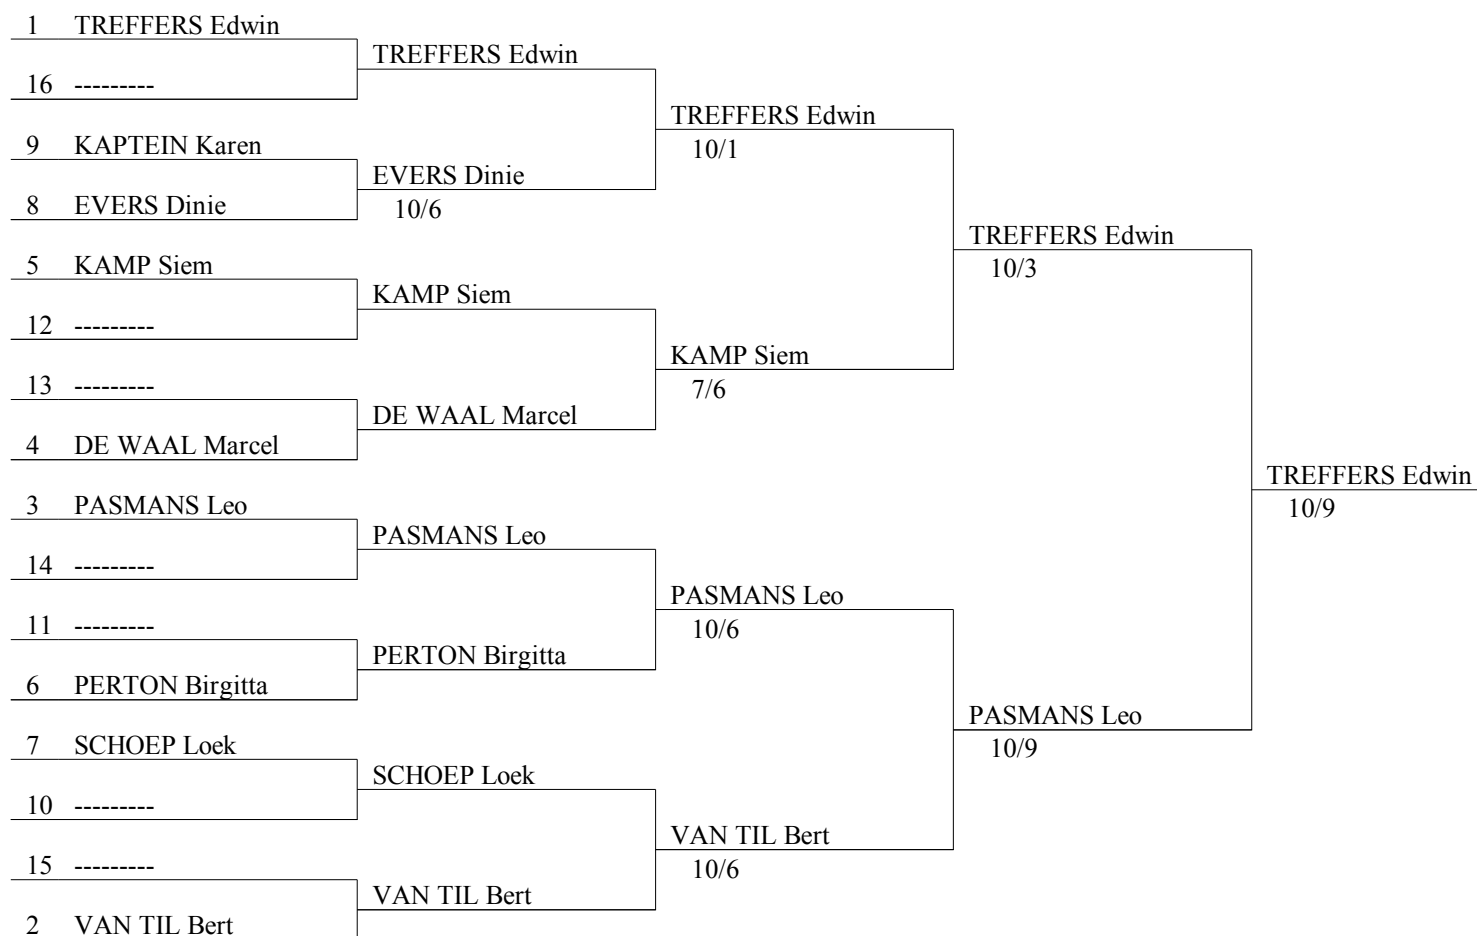 1 TREFFERS Edwin
16 ---------
9 KAPTEIN Karen
8 EVERS Dinie
5 KAMP Siem
12 ---------
13 ---------
4 DE WAAL Marcel
3 PASMANS Leo
14 ---------
11 ---------
6 PERTON Birgitta
7 SCHOEP Loek
10 ---------
15 ---------
2 VAN TIL Bert
TREFFERS Edwin
EVERS Dinie
10/6
KAMP Siem
DE WAAL Marcel
PASMANS Leo
PERTON Birgitta
SCHOEP Loek
VAN TIL Bert
TREFFERS Edwin
10/1
KAMP Siem
7/6
PASMANS Leo
10/6
VAN TIL Bert
10/6
TREFFERS Edwin
10/3
PASMANS Leo
10/9
TREFFERS Edwin
10/9